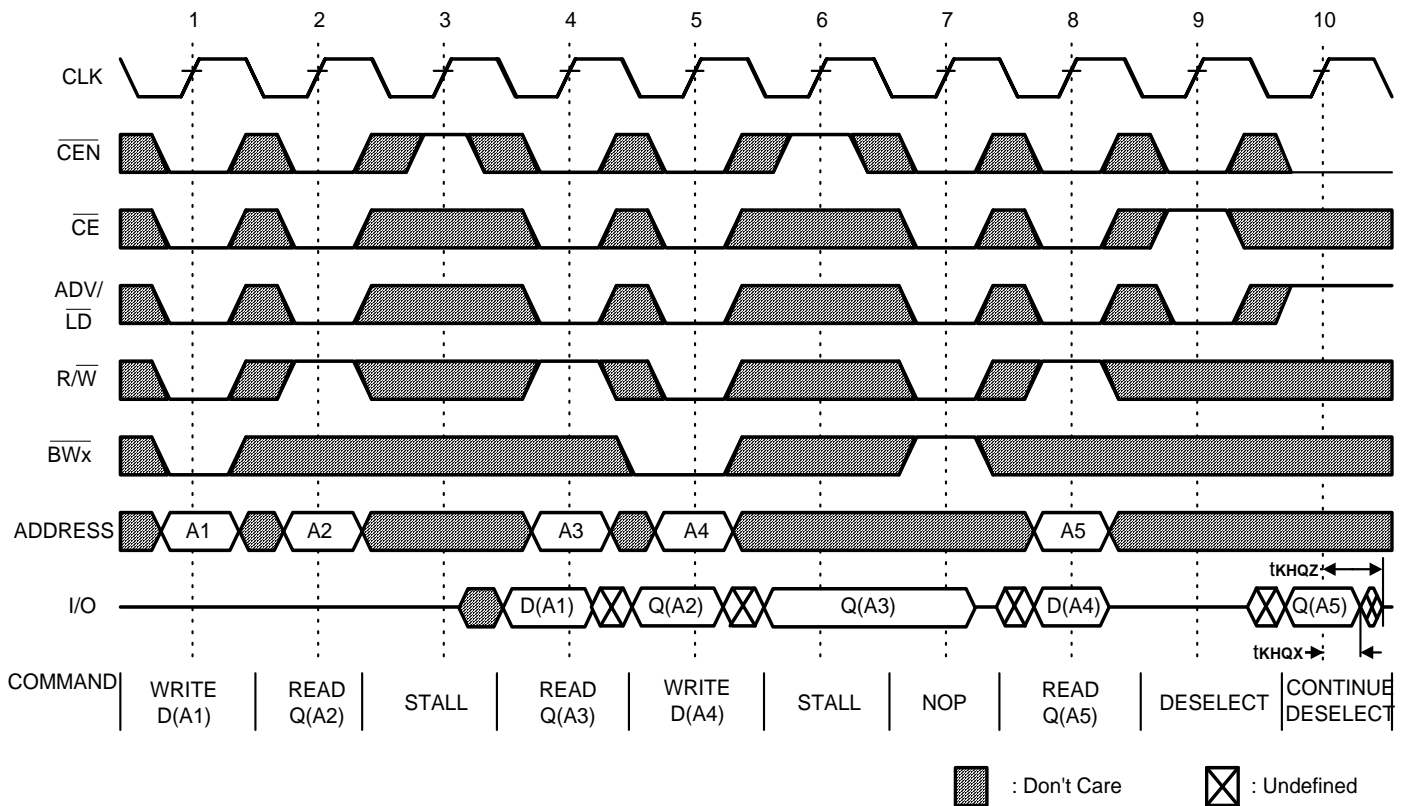 1 2 3 4 5 6 7 8 9 10
CLK
CEN
CE
ADV/
LD
R/W
BWx
ADDRESS A1 A2 A3 A4 A5
tKHQZ
I/O D(A1) Q(A2) Q(A3) D(A4) Q(A5)
tKHQX
COMMAND WRITE D(A1) READ Q(A2) STALL READ Q(A3) WRITE D(A4) STALL NOP READ Q(A5) DESELECT CONTINUE DESELECT
: Don't Care : Undefined